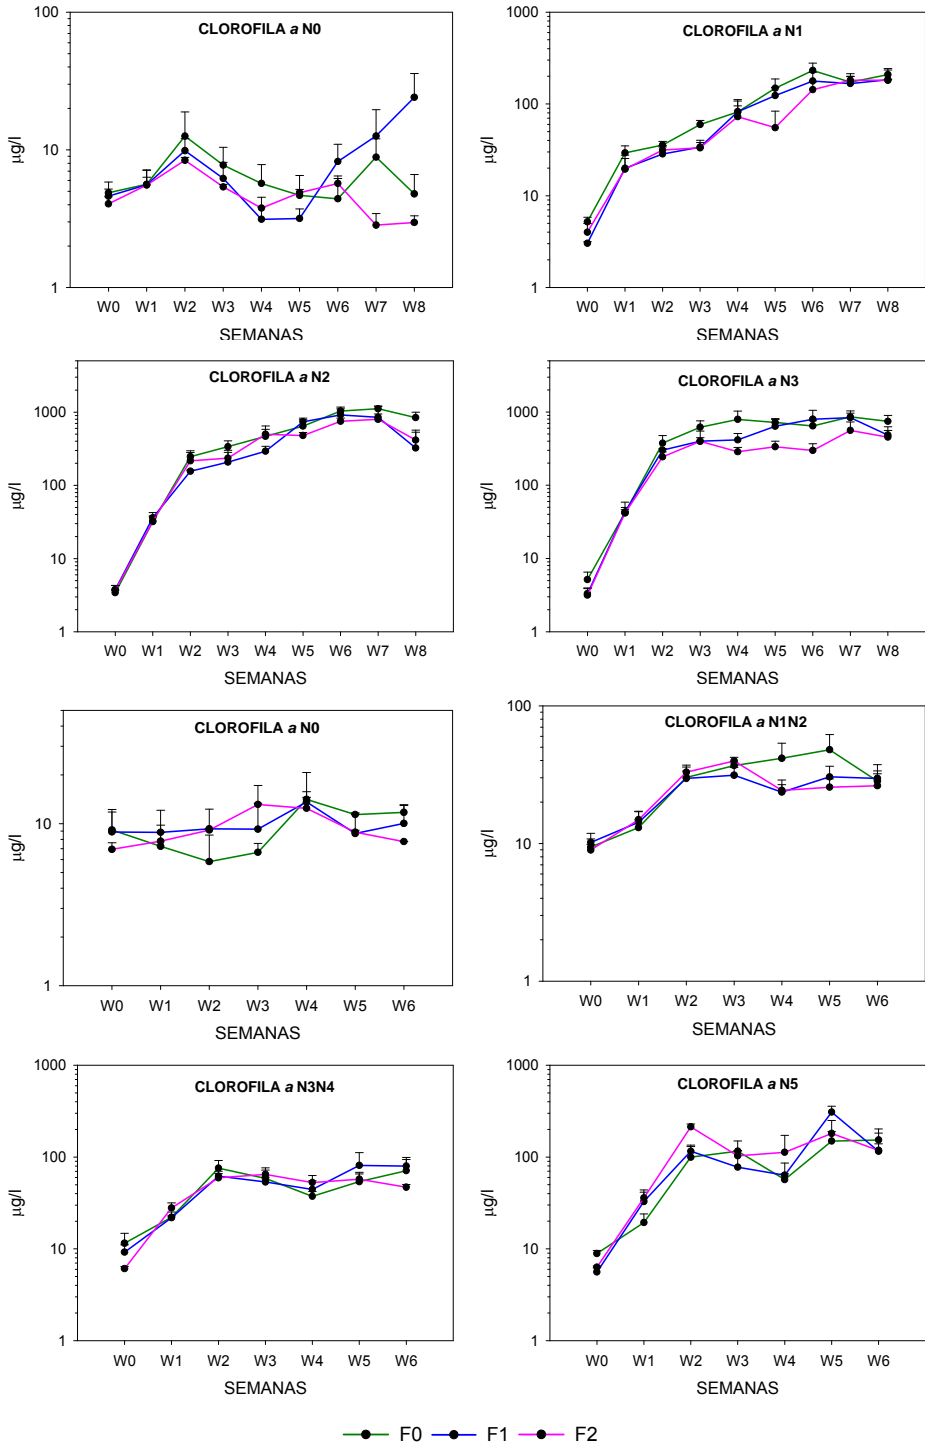 CLOROFILA a N0
100
10
1
µg/l
W0 W1 W2 W3 W4 W5 W6 W7 W8
SEMANAS
CLOROFILA a N1
1000
100
10
1
µg/l
W0 W1 W2 W3 W4 W5 W6 W7 W8
SEMANAS
CLOROFILA a N2
1000
100
10
1
µg/l
W0 W1 W2 W3 W4 W5 W6 W7 W8
SEMANAS
CLOROFILA a N3
1000
100
10
1
µg/l
W0 W1 W2 W3 W4 W5 W6 W7 W8
SEMANAS
CLOROFILA a N0
10
1
µg/l
W0 W1 W2 W3 W4 W5 W6
SEMANAS
CLOROFILA a N1N2
100
10
1
µg/l
W0 W1 W2 W3 W4 W5 W6
SEMANAS
CLOROFILA a N3N4
1000
100
10
1
µg/l
W0 W1 W2 W3 W4 W5 W6
SEMANAS
CLOROFILA a N5
1000
100
10
1
µg/l
W0 W1 W2 W3 W4 W5 W6
SEMANAS
F0 F1 F2